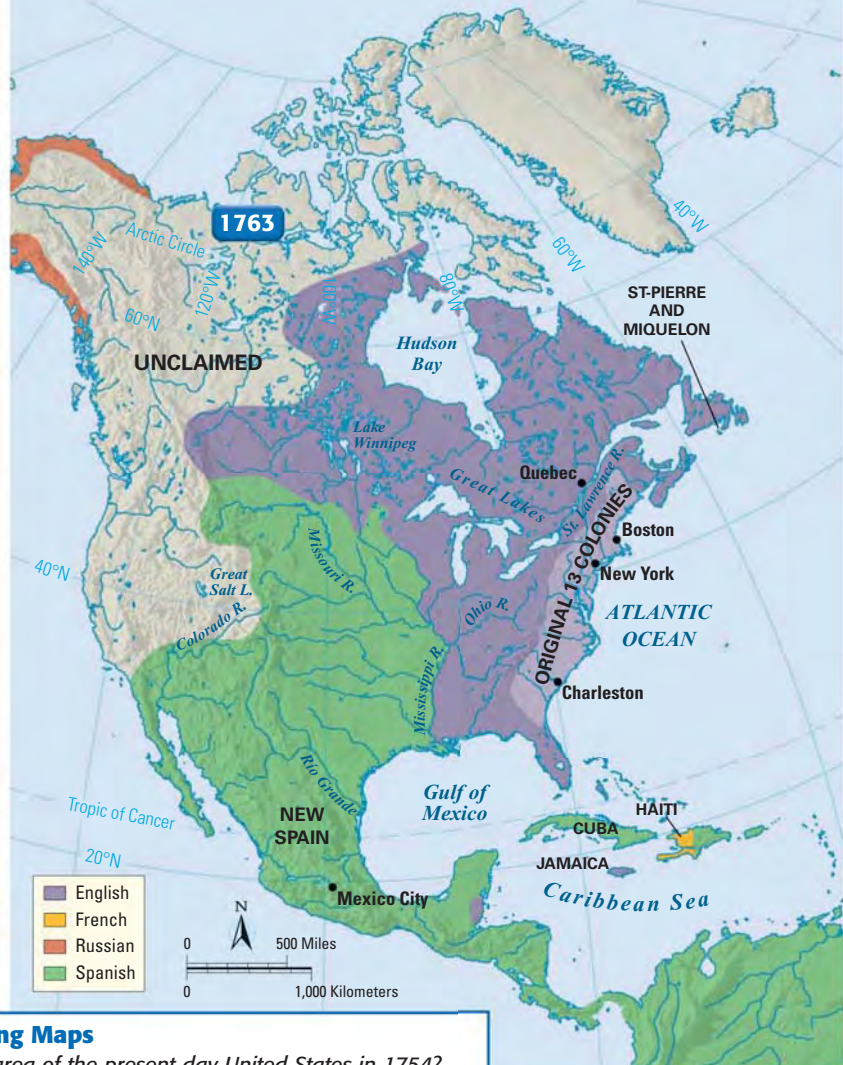 1763
Arctic Circle
140°W
120°W
100°W
80°W
60°W
40°W
60°N
ST-PIERRE
AND
MIQUELON
UNCLAIMED
Hudson
Bay
Lake
Winnipeg
Quebec
Great Lakes
St. Lawrence R.
Boston
New York
ORIGINAL 13 COLONIES
ATLANTIC
OCEAN
Missouri R.
40°N
Great
Salt L.
Colorado R.
Ohio R.
Mississippi R.
Charleston
Rio Grande
Gulf of
Mexico
Tropic of Cancer
NEW
SPAIN
HAITI
CUBA
20°N
JAMAICA
Mexico City
Caribbean Sea
English
French
Russian
Spanish
N
0 500 Miles
0 1,000 Kilometers
ng Maps
area of the present day United States in 1754?